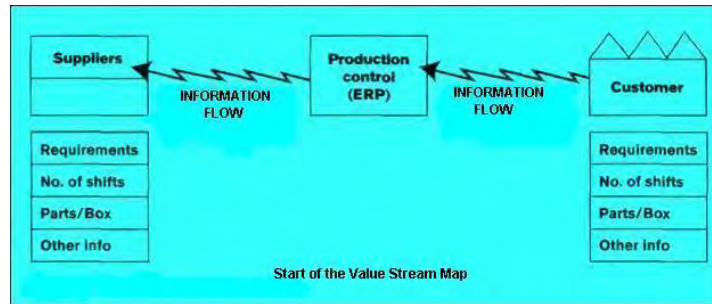 Suppliers
Production
control
(ERP)
Customer
INFORMATION
FLOW
INFORMATION
FLOW
Requirements
No. of shifts
Parts/Box
Other info
Requirements
No. of shifts
Parts/Box
Other info
Start of the Value Stream Map